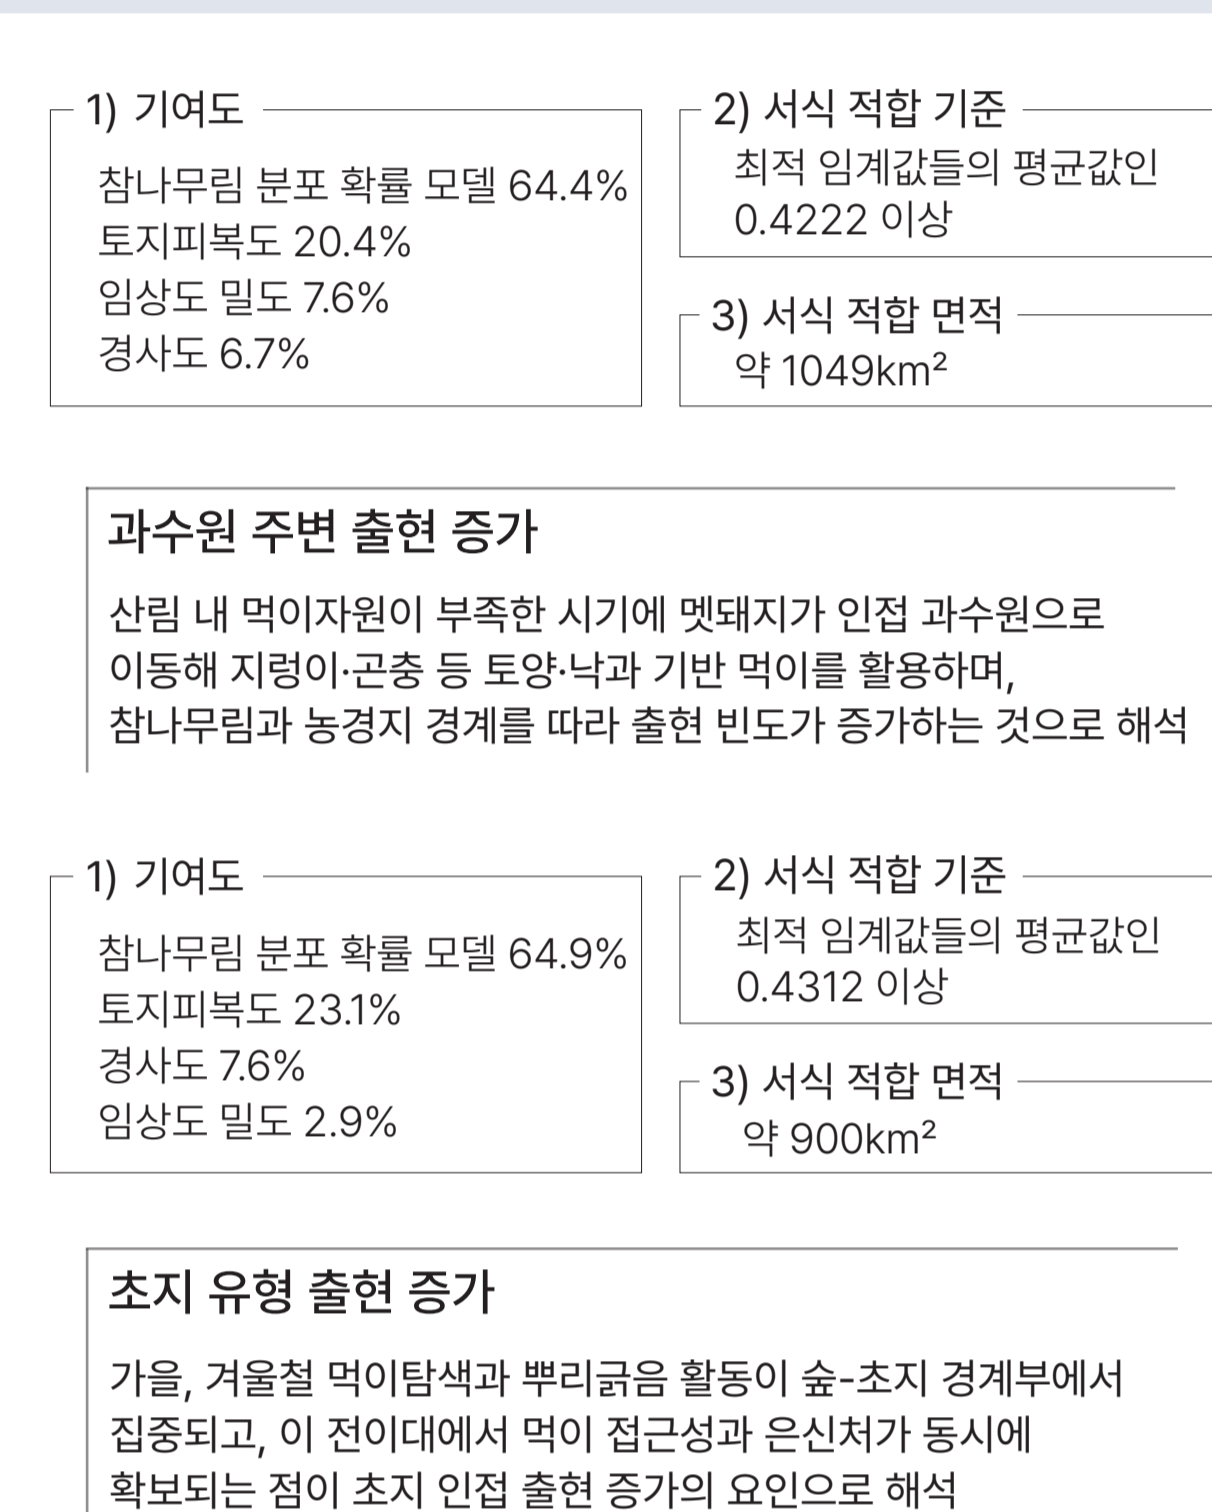 1) 기여도
참나무림 분포 확률 모델 64.4%
토지피복도 20.4%
임상도 밀도 7.6%
경사도 6.7%
2) 서식 적합 기준
최적 임계값들의 평균값인
0.4222 이상
3) 서식 적합 면적
약 1049km²
과수원 주변 출현 증가
산림 내 먹이자원이 부족한 시기에 멧돼지가 인접 과수원으로
이동해 지렁이·곤충 등 토양·낙과 기반 먹이를 활용하며,
참나무림과 농경지 경계를 따라 출현 빈도가 증가하는 것으로 해석
1) 기여도
참나무림 분포 확률 모델 64.9%
토지피복도 23.1%
경사도 7.6%
임상도 밀도 2.9%
2) 서식 적합 기준
최적 임계값들의 평균값인
0.4312 이상
3) 서식 적합 면적
약 900km²
초지 유형 출현 증가
가을, 겨울철 먹이탐색과 뿌리긁음 활동이 숲-초지 경계부에서
집중되고, 이 전이대에서 먹이 접근성과 은신처가 동시에
확보되는 점이 초지 인접 출현 증가의 요인으로 해석